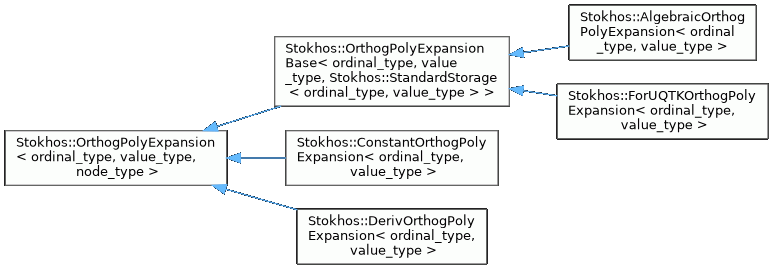 Stokhos::AlgebraicOrthog
PolyExpansion< ordinal
_type, value_type >
Stokhos::OrthogPolyExpansion
Base< ordinal_type, value
_type, Stokhos::StandardStorage
< ordinal_type, value_type > >
Stokhos::ForUQTKOrthogPoly
Expansion< ordinal_type,
value_type >
Stokhos::OrthogPolyExpansion
< ordinal_type, value_type,
node_type >
Stokhos::ConstantOrthogPoly
Expansion< ordinal_type,
value_type >
Stokhos::DerivOrthogPoly
Expansion< ordinal_type,
value_type >